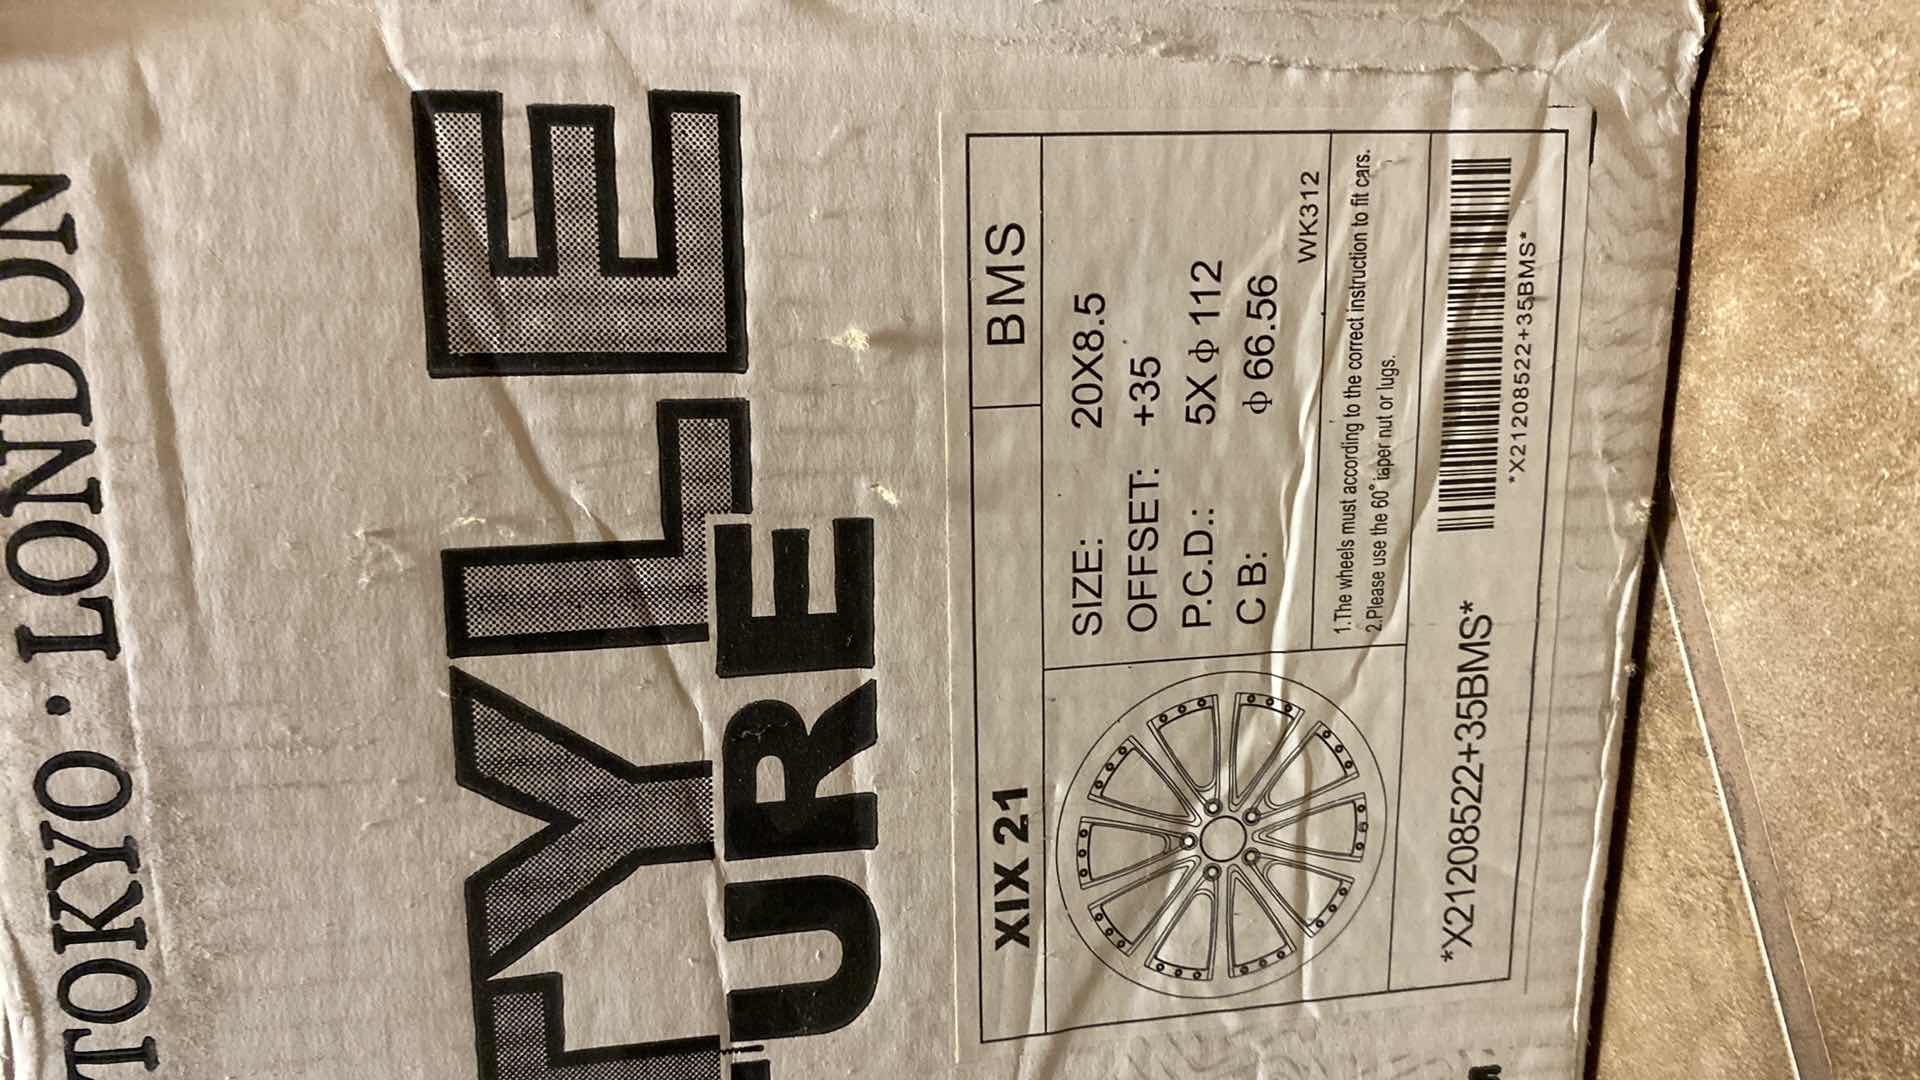 TOKYO · LONDON
TYLE
TURE
XIX 21 BMS
SIZE: 20X8.5
OFFSET: +35
P.C.D.: 5X ϕ 112
C B: ϕ 66.56
WK312
1.The wheels must according to the correct instruction to fit cars.
2.Please use the 60° taper nut or lugs.
*X21208522+35BMS*
*X21208522+35BMS*